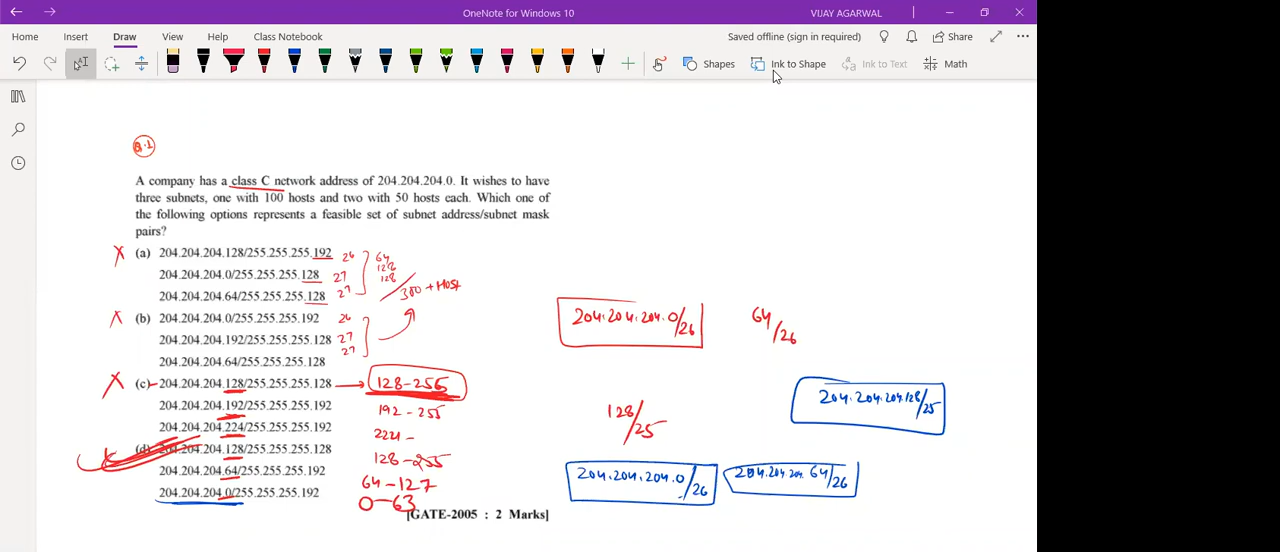 OneNote for Windows 10
VIJAY AGARWAL
Home Insert Draw View Help Class Notebook
Saved offline (sign in required) Share
Shapes Ink to Shape Ink to Text Math
Q.1
A company has a class C network address of 204.204.204.0. It wishes to have
three subnets, one with 100 hosts and two with 50 hosts each. Which one of
the following options represents a feasible set of subnet address/subnet mask
pairs?
X (a) 204.204.204.128/255.255.255.192 26 64
128
204.204.204.0/255.255.255.128 27 128
204.204.204.64/255.255.255.128 27 300 + Host
X (b) 204.204.204.0/255.255.255.192 26
204.204.204.192/255.255.255.128 27
204.204.204.64/255.255.255.128 27
X (c) 204.204.204.128/255.255.255.128 → 128-256
204.204.204.192/255.255.255.192 192-255
204.204.204.224/255.255.255.192 224 -
(d) 204.204.204.128/255.255.255.128 128-255
204.204.204.64/255.255.255.192 64-127
204.204.204.0/255.255.255.192 0-63
[GATE-2005 : 2 Marks]
204.204.204.0/26 64/26
204.204.204.128/25
128/25
204.204.204.0/26 204.204.204.64/26